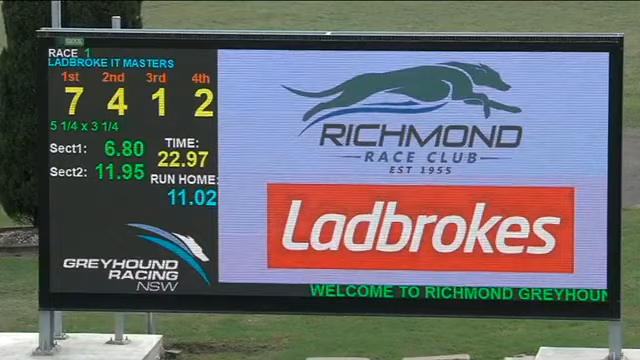 RACE 1
LADBROKE IT MASTERS
1st 2nd 3rd 4th
7 4 1 2
5 1/4 x 3 1/4
Sect1: 6.80
Sect2: 11.95
TIME:
22.97
RUN HOME:
11.02
GREYHOUND
RACING
NSW
RICHMOND
RACE CLUB
EST 1955
Ladbrokes
WELCOME TO RICHMOND GREYHOUN